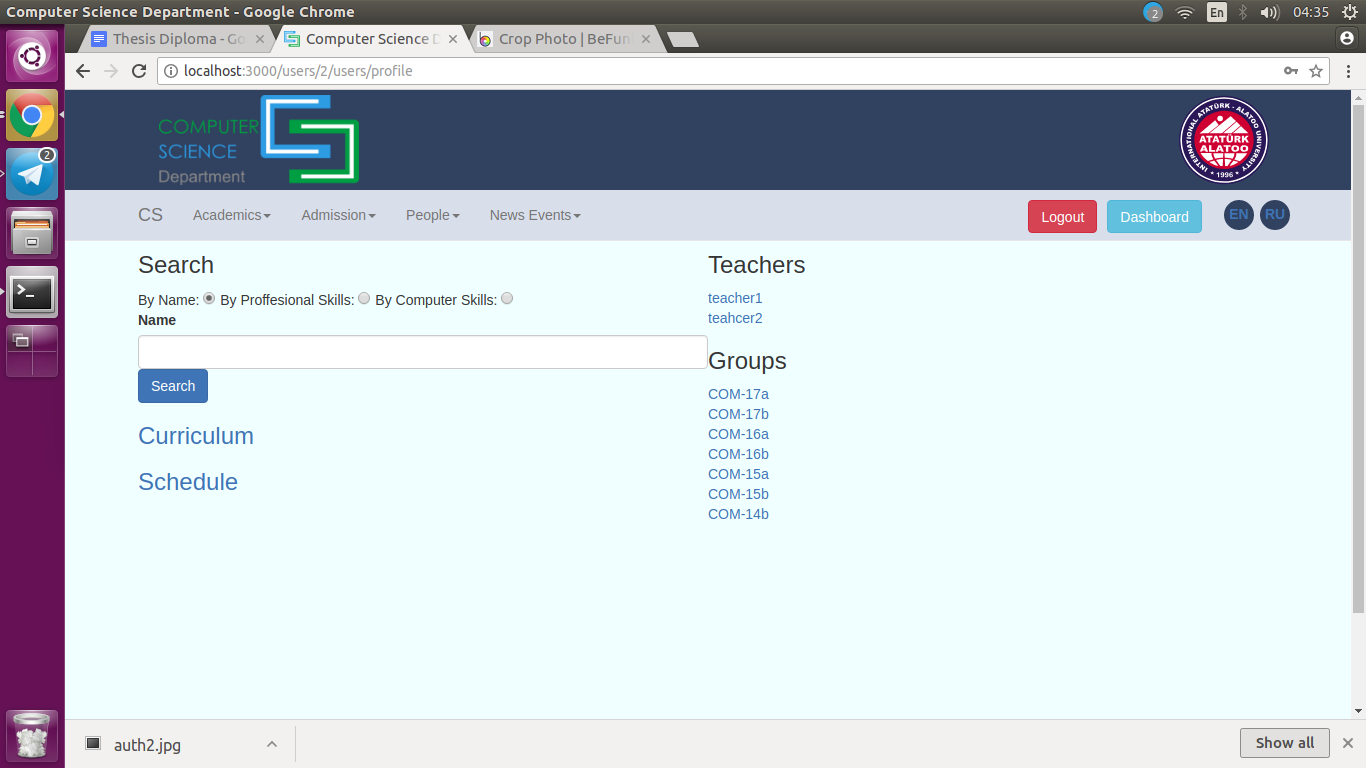 Computer Science Department - Google Chrome
2
En
04:35
Thesis Diploma - Go
Computer Science D
Crop Photo | BeFun
localhost:3000/users/2/users/profile
COMPUTER
SCIENCE
Department
INTERNATIONAL ATATÜRK - ALATOO UNIVERSITY
ATATÜRK
ALATOO
* 1996 *
2
CS
Academics
Admission
People
News Events
Logout
Dashboard
EN
RU
Search
By Name: By Proffesional Skills: By Computer Skills:
Name
Search
Curriculum
Schedule
Teachers
teacher1
teahcer2
Groups
COM-17a
COM-17b
COM-16a
COM-16b
COM-15a
COM-15b
COM-14b
auth2.jpg
Show all